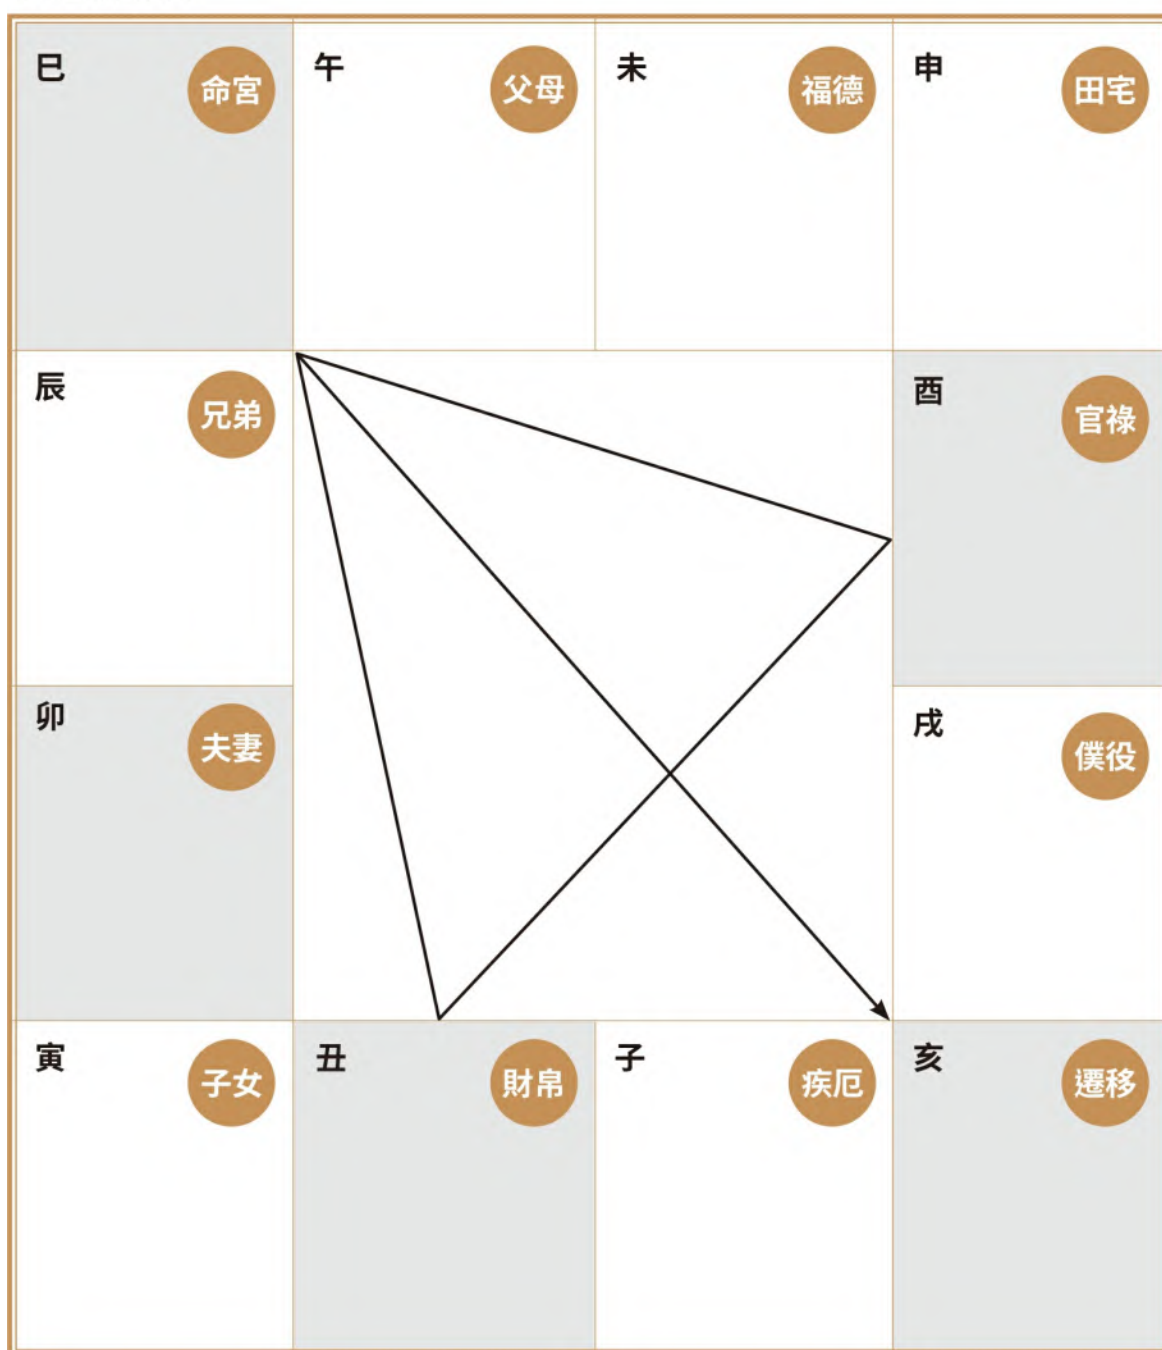 巳 命宮
午 父母
未 福德
申 田宅
辰 兄弟
酉 官祿
卯 夫妻
戌 僕役
寅 子女
丑 財帛
子 疾厄
亥 遷移